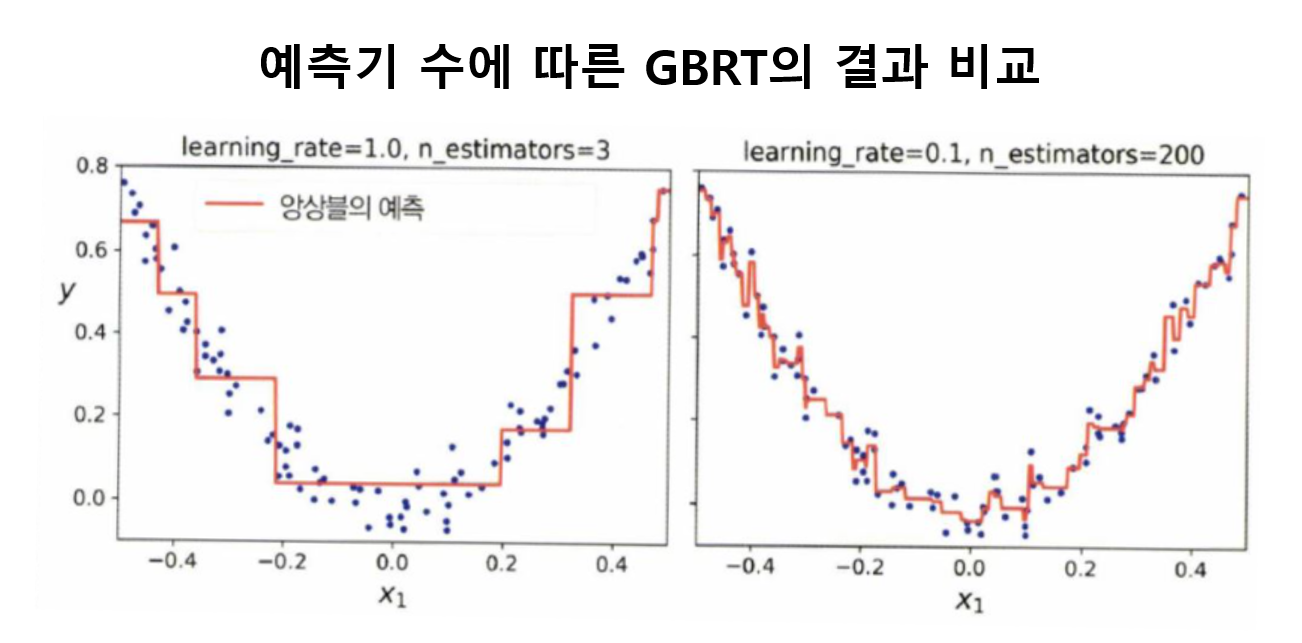 예측기 수에 따른 GBRT의 결과 비교
learning_rate=1.0, n_estimators=3
learning_rate=0.1, n_estimators=200
앙상블의 예측
y
0.8
0.6
0.4
0.2
0.0
−0.4 −0.2 0.0 0.2 0.4
x₁
−0.4 −0.2 0.0 0.2 0.4
x₁